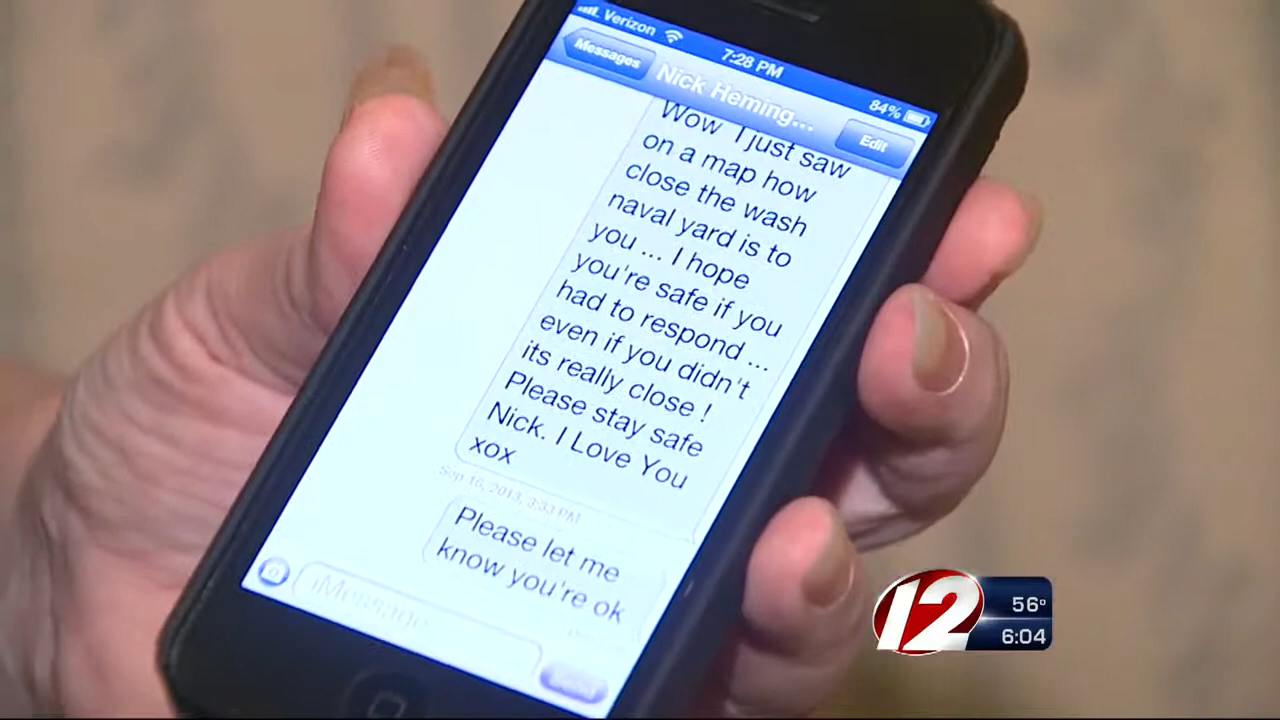 Verizon
7:28 PM
84%
Messages
Nick Heming...
Edit
Wow I just saw
on a map how
close the wash
naval yard is to
you ... I hope
you're safe if you
had to respond ...
even if you didn't
its really close !
Please stay safe
Nick. I Love You
xox
Sep 16, 2013, 3:33 PM
Please let me
know you're ok
iMessage
Send
12
56°
6:04